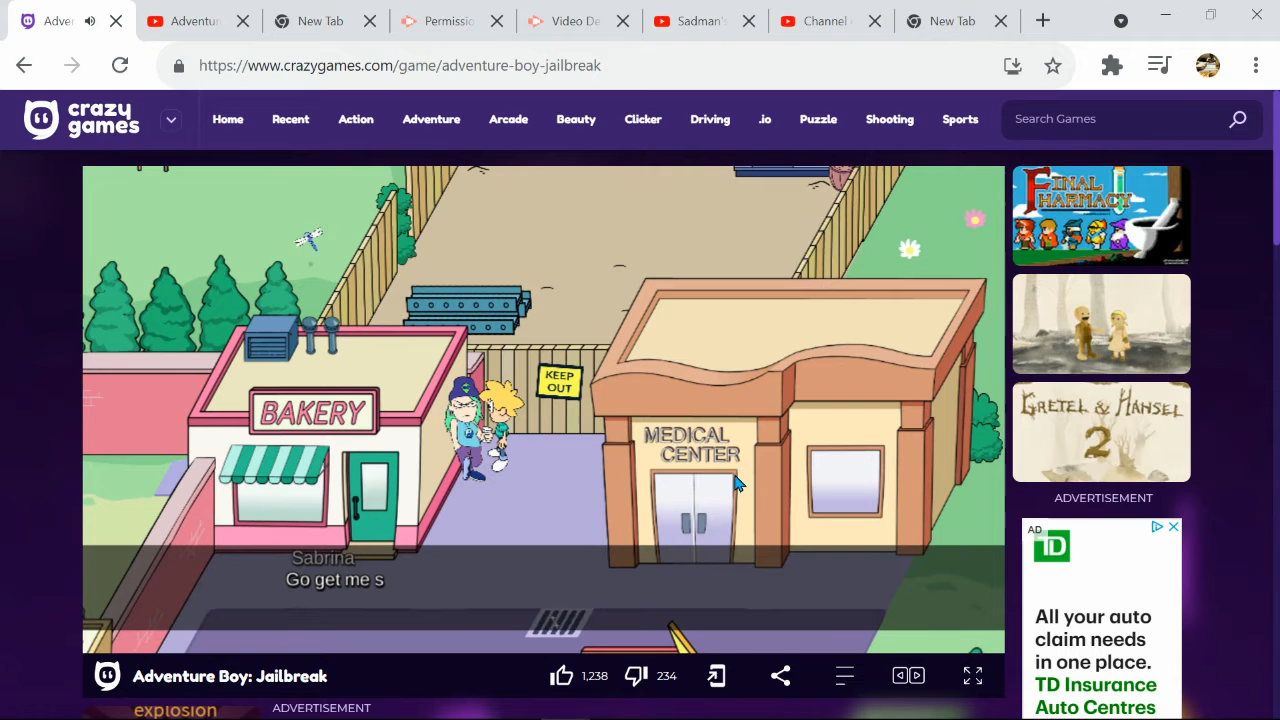 Adver
Adventur
New Tab
Permissio
Video De
Sadman's
Channel
New Tab
https://www.crazygames.com/game/adventure-boy-jailbreak
crazy
games
Home
Recent
Action
Adventure
Arcade
Beauty
Clicker
Driving
.io
Puzzle
Shooting
Sports
Search Games
FINAL
PHARMACY
KEEP
OUT
BAKERY
MEDICAL
CENTER
GRETEL & HANSEL
2
ADVERTISEMENT
Sabrina
Go get me s
AD
TD
All your auto
claim needs
in one place.
TD Insurance
Auto Centres
Adventure Boy: Jailbreak
1,238
234
explosion
ADVERTISEMENT